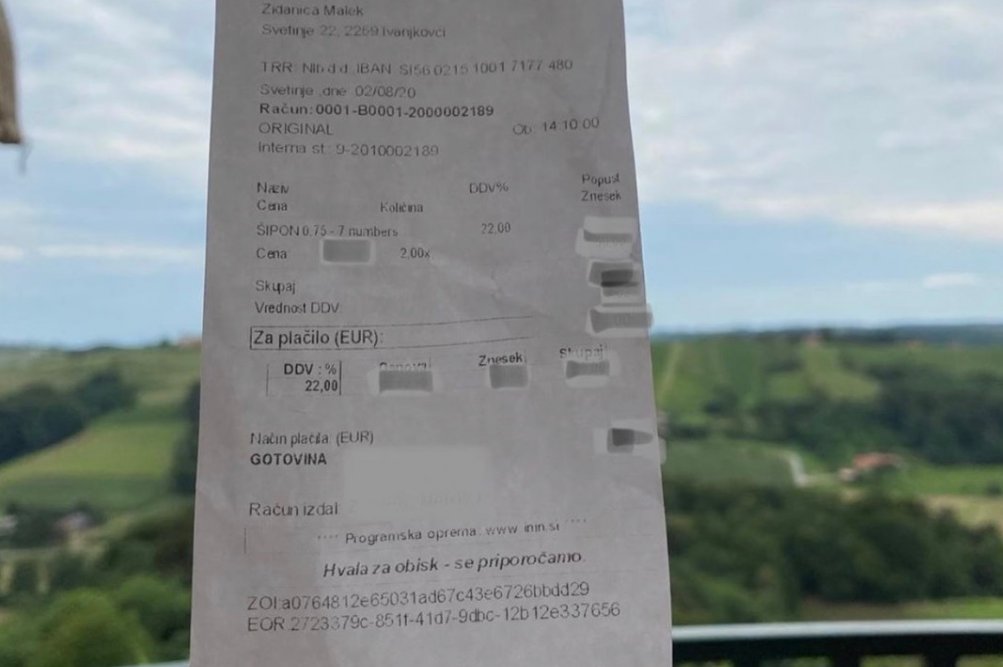 Zidanica Malek
Svetinje 22, 2259 Ivanjkovci
TRR: Nlb d.d. IBAN SI56 0215 1001 7177 480
Svetinje ,dne 02/08/20
Račun: 0001-B0001-2000002189
ORIGINAL Ob: 14:10:00
Interna št.: 9-2010002189
Naziv DDV% Popust
Cena Količina Znesek
ŠIPON 0,75 - 7 numbers 22,00
Cena 2,00x
Skupaj
Vrednost DDV:
Za plačilo (EUR):
DDV : % Znesek Skupaj
22,00
Način plačila: (EUR)
GOTOVINA
Račun izdal:
**** Programska oprema: www.inin.si ****
Hvala za obisk - se priporočamo.
ZOI:a0764812e65031ad67c43e6726bbdd29
EOR:2723379c-851f-41d7-9dbc-12b12e337656